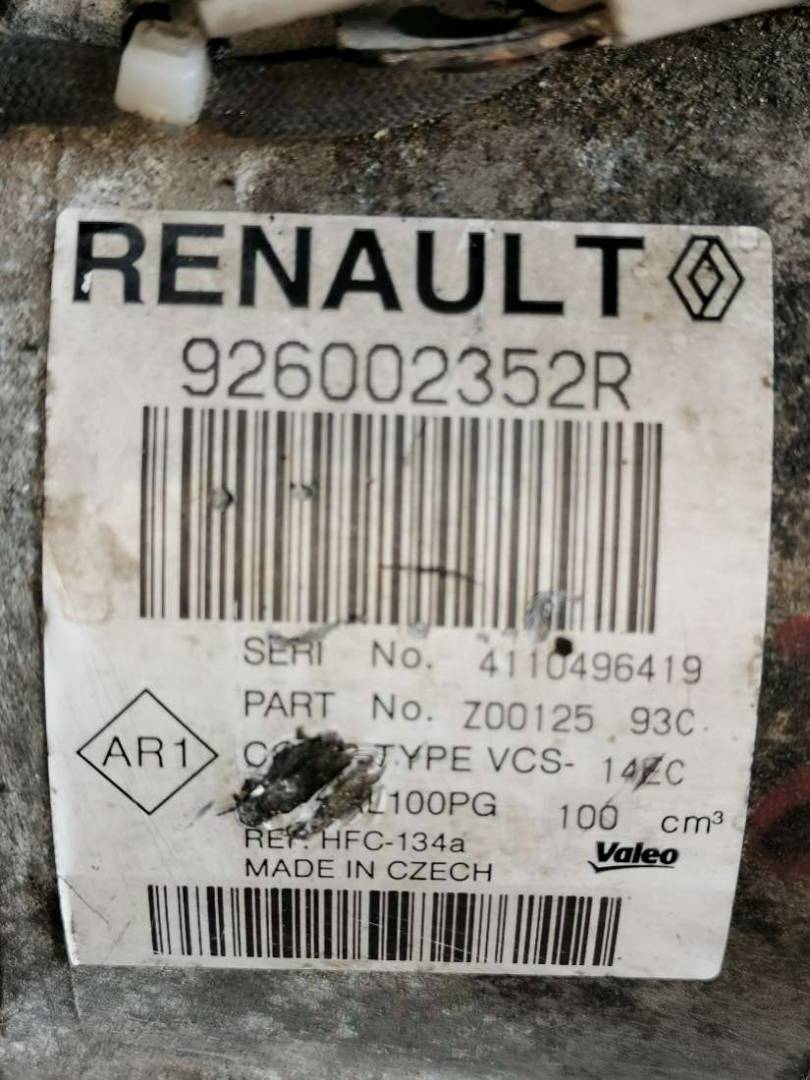 RENAULT
926002352R
SERI No. 4110496419
PART No. Z00125 93C
TYPE VCS- 14EC
100PG 100 cm³
REF. HFC-134a
MADE IN CZECH
Valeo
AR1